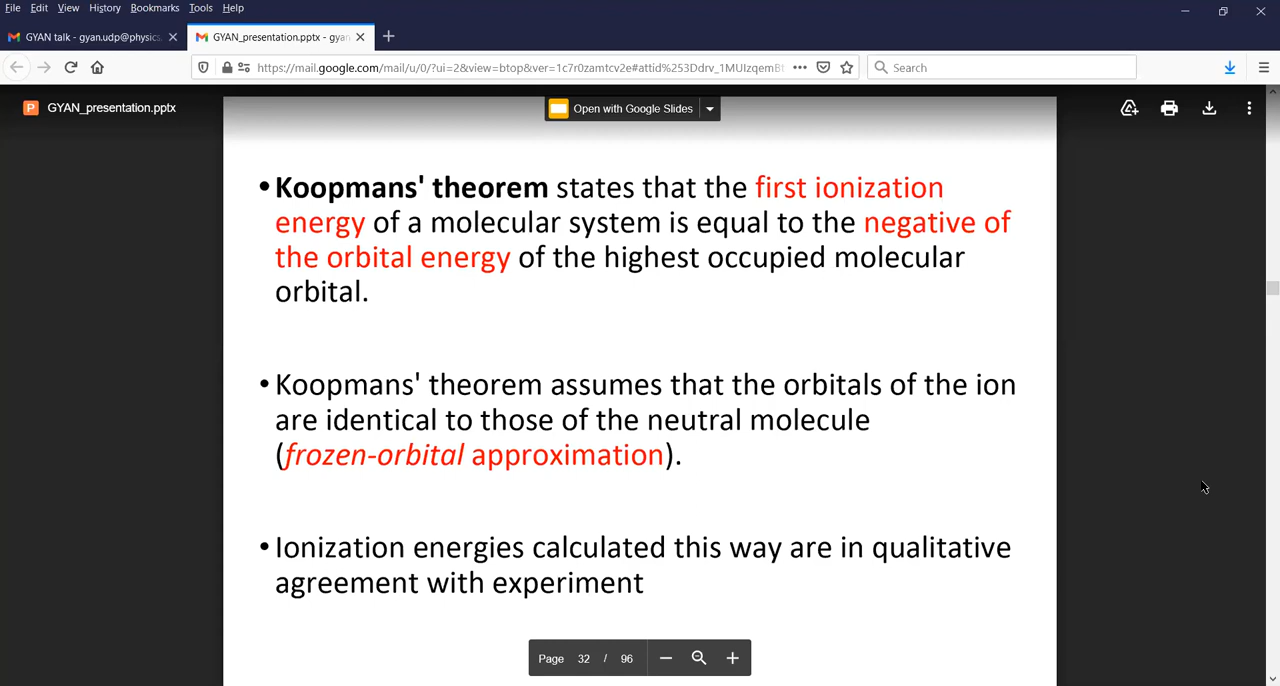 File Edit View History Bookmarks Tools Help
GYAN talk - gyan.udp@physics.
GYAN_presentation.pptx - gyan
https://mail.google.com/mail/u/0/?ui=2&view=btop&ver=1c7r0zamtcv2e#attid%253Ddrv_1MUIzqemBt
Search
GYAN_presentation.pptx
Open with Google Slides
• Koopmans' theorem states that the first ionization
energy of a molecular system is equal to the negative of
the orbital energy of the highest occupied molecular
orbital.
• Koopmans' theorem assumes that the orbitals of the ion
are identical to those of the neutral molecule
(frozen-orbital approximation).
• Ionization energies calculated this way are in qualitative
agreement with experiment
Page 32 / 96